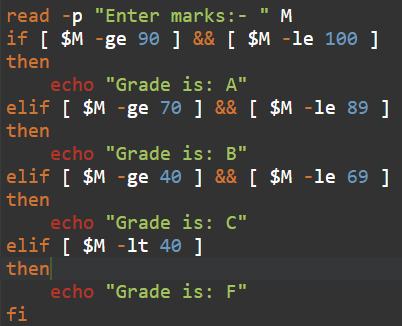 read -p "Enter marks:- " M
if [ $M -ge 90 ] && [ $M -le 100 ]
then
    echo "Grade is: A"
elif [ $M -ge 70 ] && [ $M -le 89 ]
then
    echo "Grade is: B"
elif [ $M -ge 40 ] && [ $M -le 69 ]
then
    echo "Grade is: C"
elif [ $M -lt 40 ]
then
    echo "Grade is: F"
fi